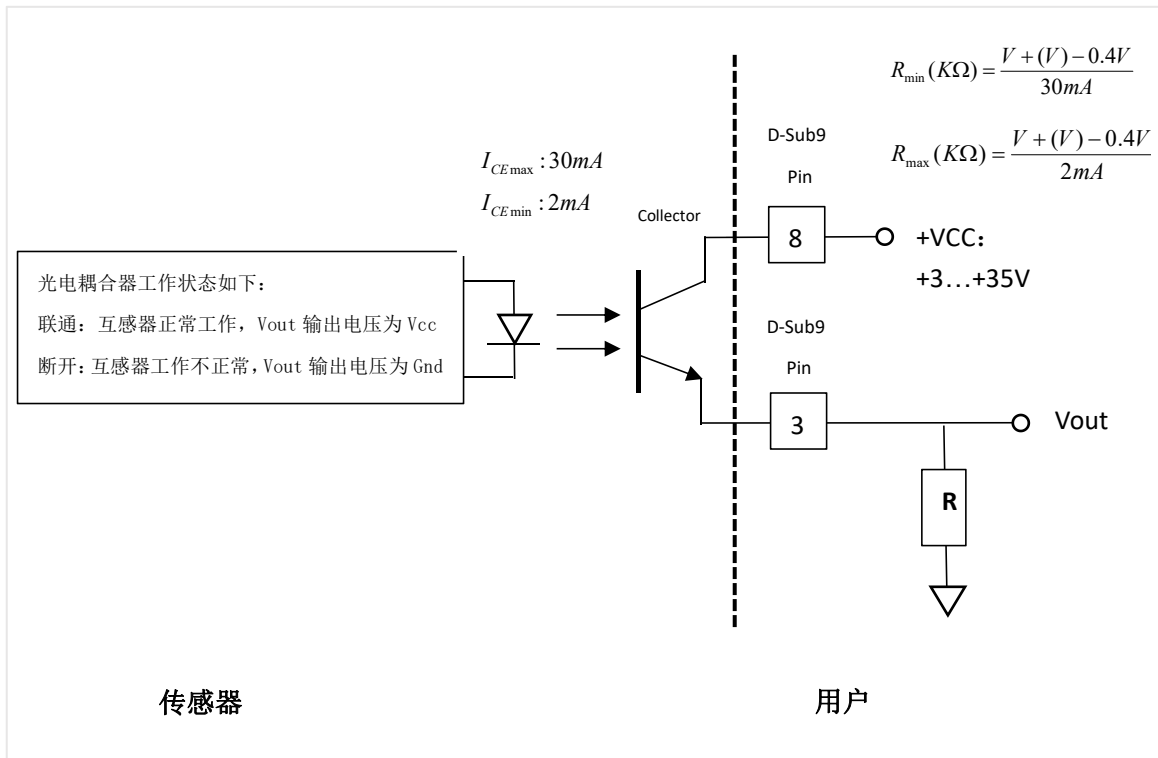 R_min(KΩ) = (V + (V) − 0.4V) / 30mA
R_max(KΩ) = (V + (V) − 0.4V) / 2mA
I_CEmax : 30mA
I_CEmin : 2mA
Collector
D-Sub9
Pin
8
+VCC：
+3…+35V
光电耦合器工作状态如下：
联通：互感器正常工作，Vout 输出电压为 Vcc
断开：互感器工作不正常，Vout 输出电压为 Gnd
D-Sub9
Pin
3
Vout
R
传感器
用户